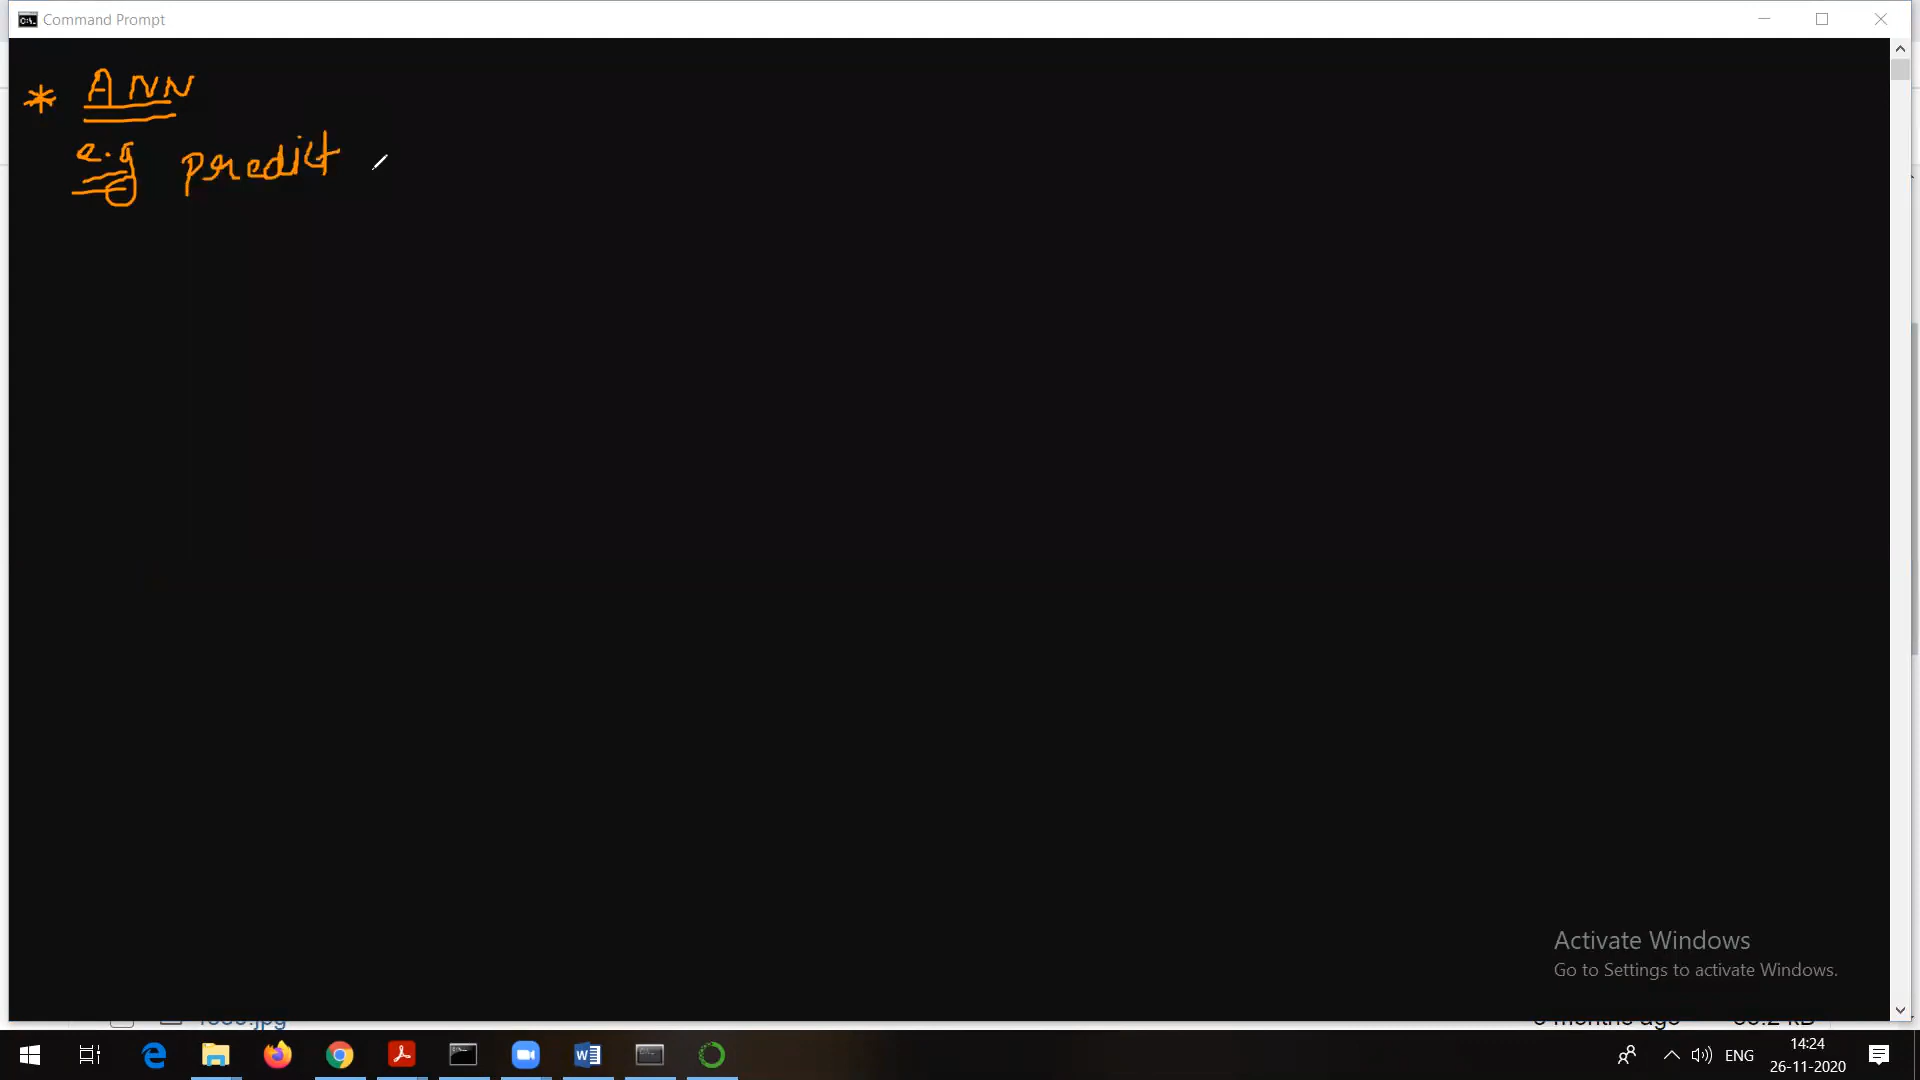 Command Prompt
* ANN
e.g predict
Activate Windows
Go to Settings to activate Windows.
ENG
14:24
26-11-2020